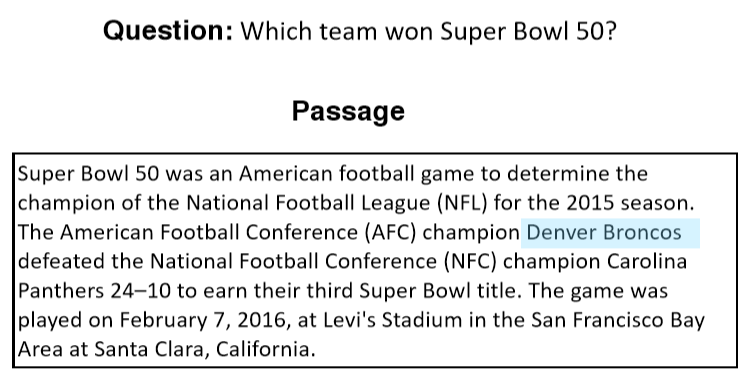 Question: Which team won Super Bowl 50?
Passage
Super Bowl 50 was an American football game to determine the
champion of the National Football League (NFL) for the 2015 season.
The American Football Conference (AFC) champion Denver Broncos
defeated the National Football Conference (NFC) champion Carolina
Panthers 24–10 to earn their third Super Bowl title. The game was
played on February 7, 2016, at Levi's Stadium in the San Francisco Bay
Area at Santa Clara, California.